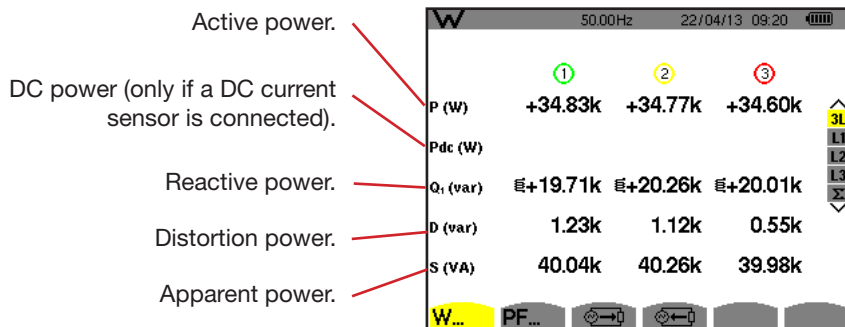 Active power.
DC power (only if a DC current
sensor is connected).
Reactive power.
Distortion power.
Apparent power.
W 50.00Hz 22/04/13 09:20
1 2 3
P (W) +34.83k +34.77k +34.60k
Pdc (W)
Q₁ (var) +19.71k +20.26k +20.01k
D (var) 1.23k 1.12k 0.55k
S (VA) 40.04k 40.26k 39.98k
3L
L1
L2
L3
Σ
W... PF...